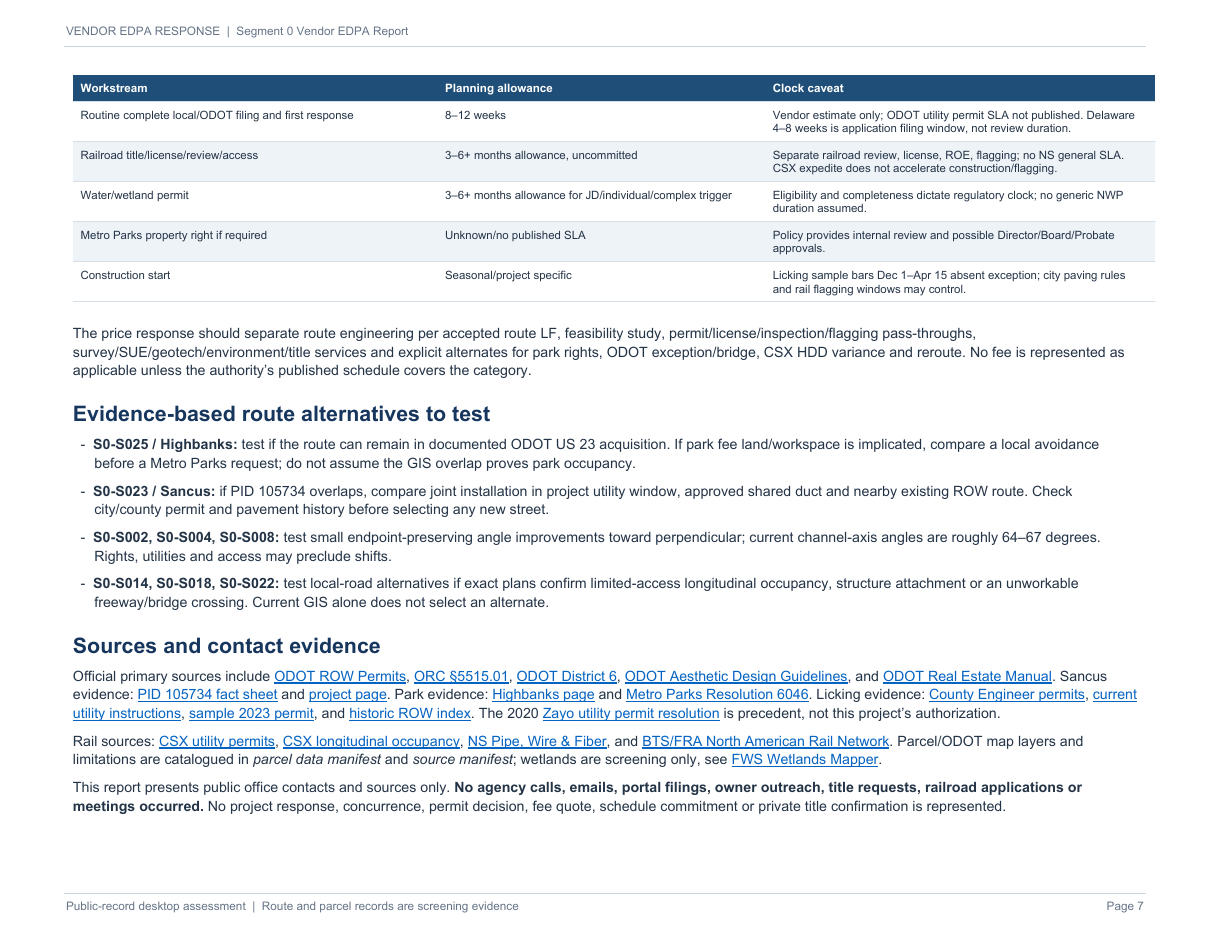 VENDOR EDPA RESPONSE | Segment 0 Vendor EDPA Report
Workstream Planning allowance Clock caveat
Routine complete local/ODOT filing and first response 8–12 weeks Vendor estimate only; ODOT utility permit SLA not published. Delaware
4–8 weeks is application filing window, not review duration.
Railroad title/license/review/access 3–6+ months allowance, uncommitted Separate railroad review, license, ROE, flagging; no NS general SLA.
CSX expedite does not accelerate construction/flagging.
Water/wetland permit 3–6+ months allowance for JD/individual/complex trigger Eligibility and completeness dictate regulatory clock; no generic NWP
duration assumed.
Metro Parks property right if required Unknown/no published SLA Policy provides internal review and possible Director/Board/Probate
approvals.
Construction start Seasonal/project specific Licking sample bars Dec 1–Apr 15 absent exception; city paving rules
and rail flagging windows may control.
The price response should separate route engineering per accepted route LF, feasibility study, permit/license/inspection/flagging pass-throughs,
survey/SUE/geotech/environment/title services and explicit alternates for park rights, ODOT exception/bridge, CSX HDD variance and reroute. No fee is represented as
applicable unless the authority’s published schedule covers the category.
Evidence-based route alternatives to test
- S0-S025 / Highbanks: test if the route can remain in documented ODOT US 23 acquisition. If park fee land/workspace is implicated, compare a local avoidance
before a Metro Parks request; do not assume the GIS overlap proves park occupancy.
- S0-S023 / Sancus: if PID 105734 overlaps, compare joint installation in project utility window, approved shared duct and nearby existing ROW route. Check
city/county permit and pavement history before selecting any new street.
- S0-S002, S0-S004, S0-S008: test small endpoint-preserving angle improvements toward perpendicular; current channel-axis angles are roughly 64–67 degrees.
Rights, utilities and access may preclude shifts.
- S0-S014, S0-S018, S0-S022: test local-road alternatives if exact plans confirm limited-access longitudinal occupancy, structure attachment or an unworkable
freeway/bridge crossing. Current GIS alone does not select an alternate.
Sources and contact evidence
Official primary sources include ODOT ROW Permits, ORC §5515.01, ODOT District 6, ODOT Aesthetic Design Guidelines, and ODOT Real Estate Manual. Sancus
evidence: PID 105734 fact sheet and project page. Park evidence: Highbanks page and Metro Parks Resolution 6046. Licking evidence: County Engineer permits, current
utility instructions, sample 2023 permit, and historic ROW index. The 2020 Zayo utility permit resolution is precedent, not this project’s authorization.
Rail sources: CSX utility permits, CSX longitudinal occupancy, NS Pipe, Wire & Fiber, and BTS/FRA North American Rail Network. Parcel/ODOT map layers and
limitations are catalogued in parcel data manifest and source manifest; wetlands are screening only, see FWS Wetlands Mapper.
This report presents public office contacts and sources only. No agency calls, emails, portal filings, owner outreach, title requests, railroad applications or
meetings occurred. No project response, concurrence, permit decision, fee quote, schedule commitment or private title confirmation is represented.
Public-record desktop assessment | Route and parcel records are screening evidence Page 7